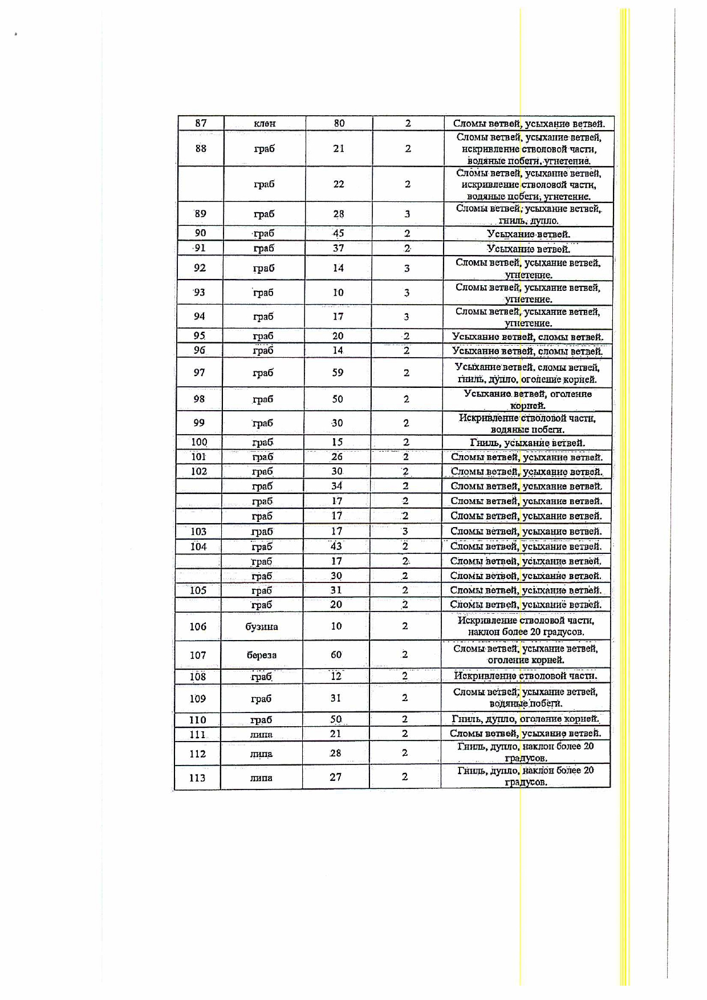 87 клен 80 2 Сломы ветвей, усыхание ветвей.
88 граб 21 2 Сломы ветвей, усыхание ветвей,
искривление стволовой части,
водяные побеги, угнетение.
граб 22 2 Сломы ветвей, усыхание ветвей,
искривление стволовой части,
водяные побеги, угнетение.
89 граб 28 3 Сломы ветвей, усыхание ветвей,
гниль, дупло.
90 граб 45 2 Усыхание ветвей.
91 граб 37 2 Усыхание ветвей.
92 граб 14 3 Сломы ветвей, усыхание ветвей,
угнетение.
93 граб 10 3 Сломы ветвей, усыхание ветвей,
угнетение.
94 граб 17 3 Сломы ветвей, усыхание ветвей,
угнетение.
95 граб 20 2 Усыхание ветвей, сломы ветвей.
96 граб 14 2 Усыхание ветвей, сломы ветвей.
97 граб 59 2 Усыхание ветвей, сломы ветвей,
гниль, дупло, оголение корней.
98 граб 50 2 Усыхание ветвей, оголение
корней.
99 граб 30 2 Искривление стволовой части,
водяные побеги.
100 граб 15 2 Гниль, усыхание ветвей.
101 граб 26 2 Сломы ветвей, усыхание ветвей.
102 граб 30 2 Сломы ветвей, усыхание ветвей.
граб 34 2 Сломы ветвей, усыхание ветвей.
граб 17 2 Сломы ветвей, усыхание ветвей.
граб 17 2 Сломы ветвей, усыхание ветвей.
103 граб 17 3 Сломы ветвей, усыхание ветвей.
104 граб 43 2 Сломы ветвей, усыхание ветвей.
граб 17 2 Сломы ветвей, усыхание ветвей.
граб 30 2 Сломы ветвей, усыхание ветвей.
105 граб 31 2 Сломы ветвей, усыхание ветвей.
граб 20 2 Сломы ветвей, усыхание ветвей.
106 бузина 10 2 Искривление стволовой части,
наклон более 20 градусов.
107 береза 60 2 Сломы ветвей, усыхание ветвей,
оголение корней.
108 граб 12 2 Искривление стволовой части.
109 граб 31 2 Сломы ветвей, усыхание ветвей,
водяные побеги.
110 граб 50 2 Гниль, дупло, оголение корней.
111 липа 21 2 Сломы ветвей, усыхание ветвей.
112 липа 28 2 Гниль, дупло, наклон более 20
градусов.
113 липа 27 2 Гниль, дупло, наклон более 20
градусов.